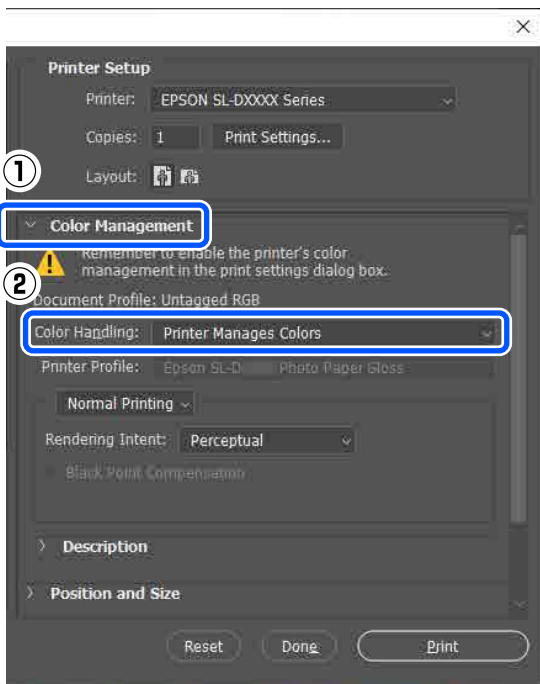 Printer Setup
Printer: EPSON SL-DXXXX Series
Copies: 1 Print Settings...
①
Layout:
Color Management
Remember to enable the printer's color
management in the print settings dialog box.
②
Document Profile: Untagged RGB
Color Handling: Printer Manages Colors
Printer Profile: Epson SL-D Photo Paper Gloss
Normal Printing
Rendering Intent: Perceptual
Black Point Compensation
Description
Position and Size
Reset Done Print